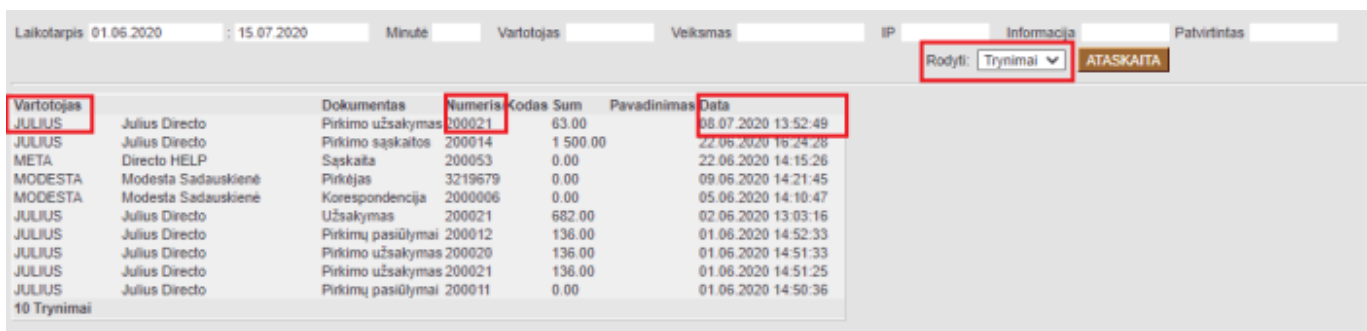 Laikotarpis 01.06.2020 : 15.07.2020 Minutė Vartotojas Veiksmas IP Informacija Patvirtintas
Rodyti: Trynimai ATASKAITA
Vartotojas Dokumentas Numeris Kodas Sum Pavadinimas Data
JULIUS Julius Directo Pirkimo užsakymas 200021 63.00 08.07.2020 13:52:49
JULIUS Julius Directo Pirkimo sąskaitos 200014 1 500.00 22.06.2020 16:24:28
META Directo HELP Sąskaita 200053 0.00 22.06.2020 14:15:26
MODESTA Modesta Sadauskienė Pirkėjas 3219679 0.00 09.06.2020 14:21:45
MODESTA Modesta Sadauskienė Korespondencija 2000006 0.00 05.06.2020 14:10:47
JULIUS Julius Directo Užsakymas 200021 682.00 02.06.2020 13:03:16
JULIUS Julius Directo Pirkimų pasiūlymai 200012 136.00 01.06.2020 14:52:33
JULIUS Julius Directo Pirkimo užsakymas 200020 136.00 01.06.2020 14:51:33
JULIUS Julius Directo Pirkimo užsakymas 200021 136.00 01.06.2020 14:51:25
JULIUS Julius Directo Pirkimų pasiūlymai 200011 0.00 01.06.2020 14:50:36
10 Trynimai